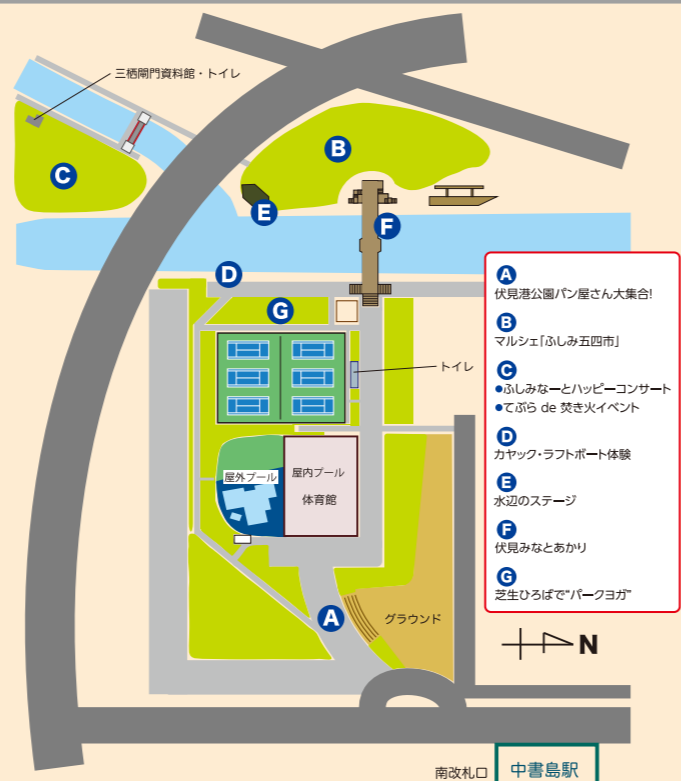 三栖閘門資料館・トイレ
C
B
E
F
D
G
トイレ
屋外プール
屋内プール
体育館
A
グラウンド
A
伏見港公園パン屋さん大集合!
B
マルシェ「ふしみ五四市」
C
●ふしみなーとハッピーコンサート
●てぶら de 焚き火イベント
D
カヤック・ラフトボート体験
E
水辺のステージ
F
伏見みなとあかり
G
芝生ひろばで"パークヨガ"
N
南改札口
中書島駅